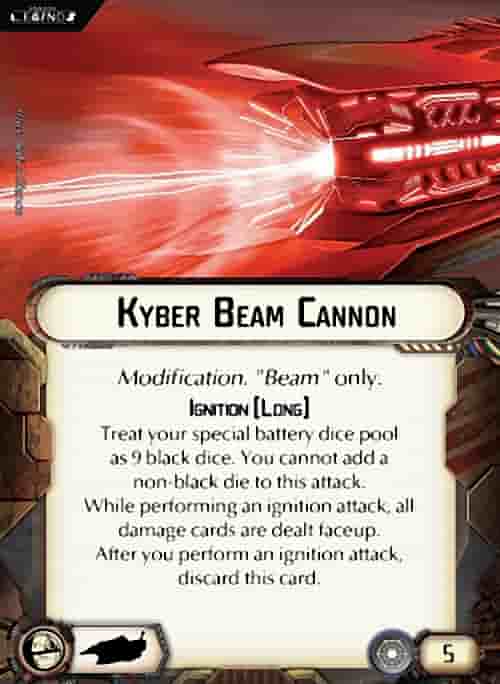 LEGENDS
KYBER BEAM CANNON
Modification. "Beam" only.
IGNITION (LONG)
Treat your special battery dice pool
as 9 black dice. You cannot add a
non-black die to this attack.
While performing an ignition attack, all
damage cards are dealt faceup.
After you perform an ignition attack,
discard this card.
5